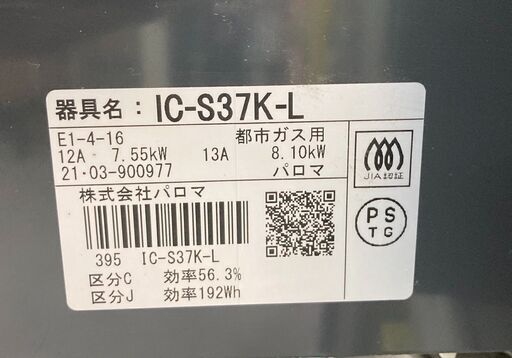 器具名： IC-S37K-L
E1-4-16 都市ガス用
12A 7.55kW 13A 8.10kW
21・03-900977 パロマ
株式会社パロマ
395 IC-S37K-L
区分C 効率56.3%
区分J 効率192Wh
JIA認証
PS
TG